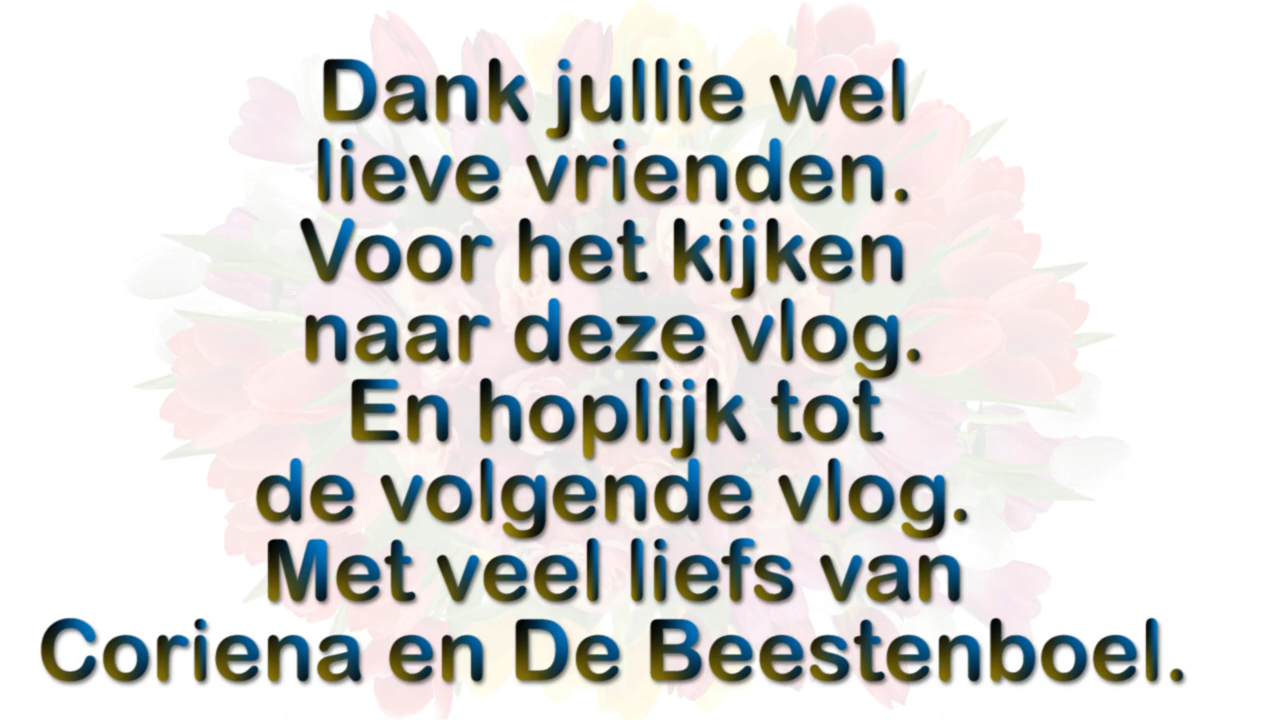 Dank jullie wel
lieve vrienden.
Voor het kijken
naar deze vlog.
En hoplijk tot
de volgende vlog.
Met veel liefs van
Coriena en De Beestenboel.